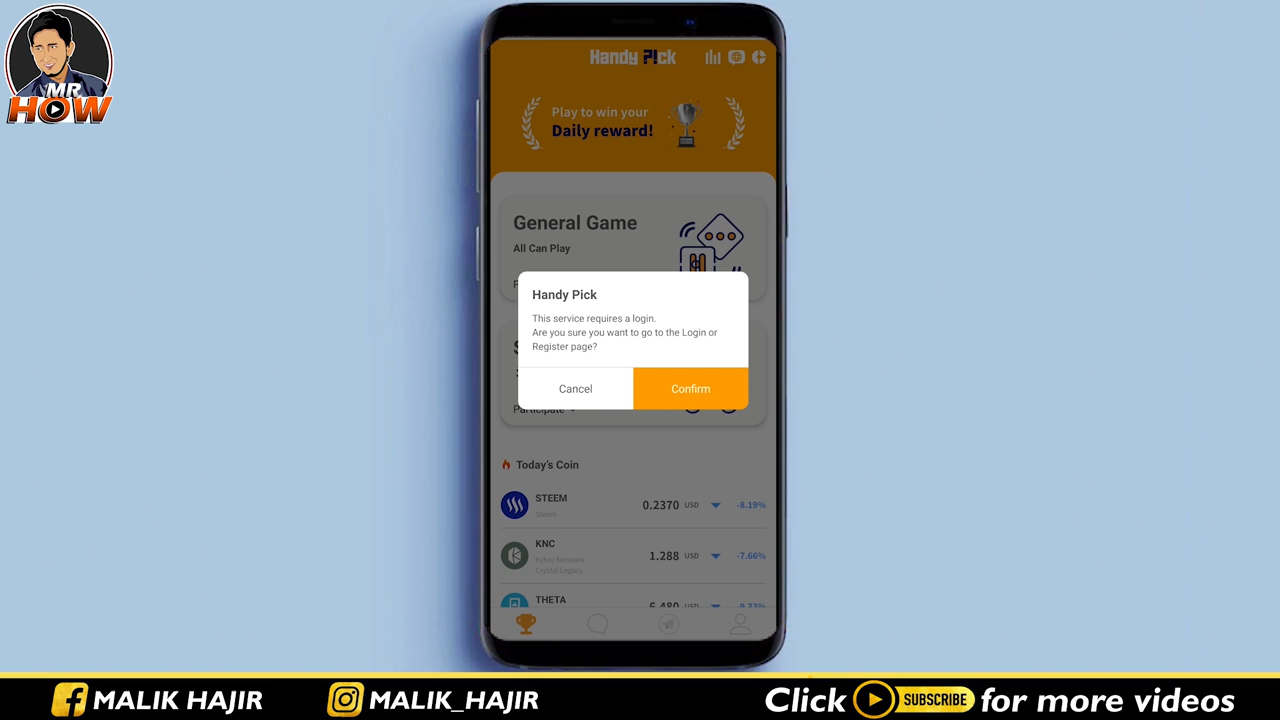 MR
HOW
Handy P!ck
Play to win your
Daily reward!
General Game
All Can Play
Handy Pick
This service requires a login.
Are you sure you want to go to the Login or
Register page?
Cancel
Confirm
Participate
Today's Coin
STEEM
Steem
0.2370 USD -8.19%
KNC
Kyber Network
Crystal Legacy
1.288 USD -7.66%
THETA
6.480 USD -9.33%
MALIK HAJIR
MALIK_HAJIR
Click SUBSCRIBE for more videos